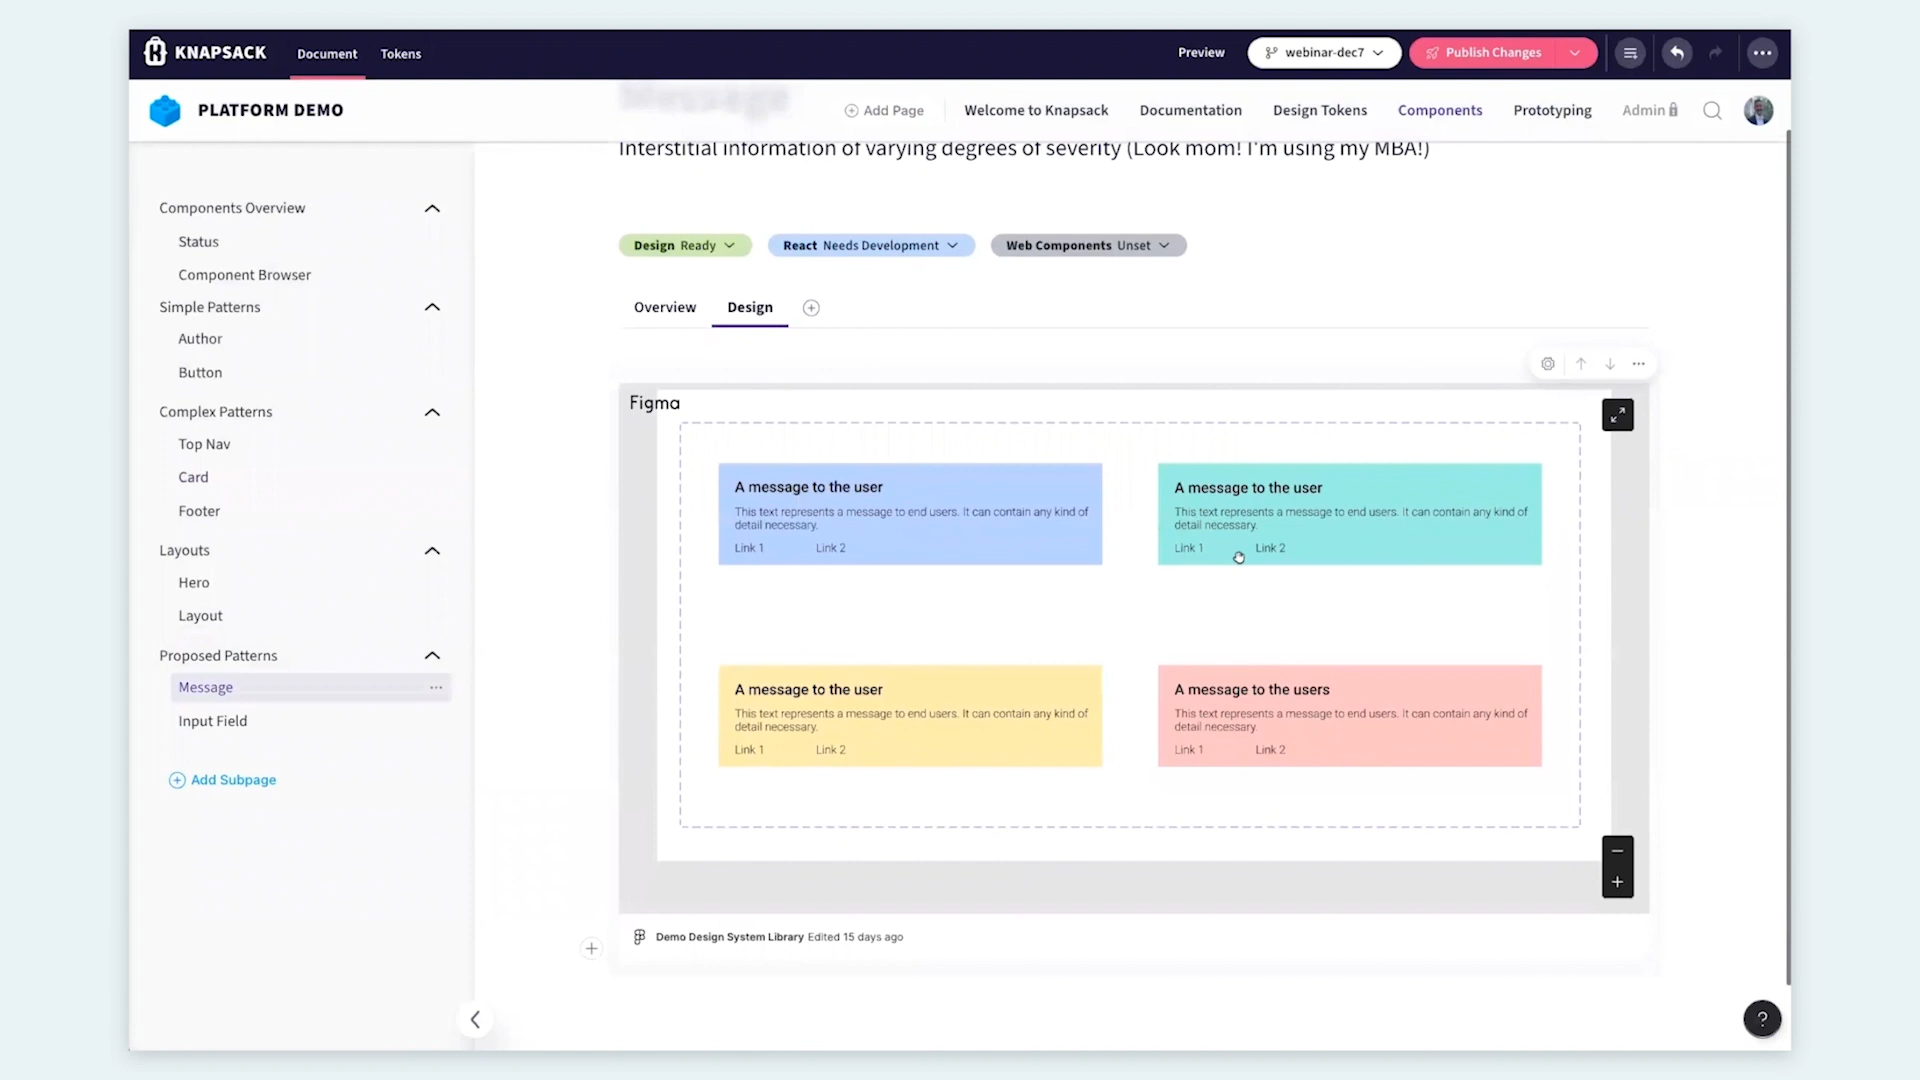 KNAPSACK
Document
Tokens
Preview
webinar-dec7
Publish Changes
PLATFORM DEMO
Message
Add Page
Welcome to Knapsack
Documentation
Design Tokens
Components
Prototyping
Admin
Interstitial information of varying degrees of severity (Look mom! I'm using my MBA!)
Components Overview
Status
Component Browser
Simple Patterns
Author
Button
Complex Patterns
Top Nav
Card
Footer
Layouts
Hero
Layout
Proposed Patterns
Message
Input Field
Add Subpage
Design Ready
React Needs Development
Web Components Unset
Overview
Design
Figma
A message to the user
This text represents a message to end users. It can contain any kind of
detail necessary.
Link 1 Link 2
A message to the user
This text represents a message to end users. It can contain any kind of
detail necessary.
Link 1 Link 2
A message to the user
This text represents a message to end users. It can contain any kind of
detail necessary.
Link 1 Link 2
A message to the users
This text represents a message to end users. It can contain any kind of
detail necessary.
Link 1 Link 2
Demo Design System Library Edited 15 days ago
?